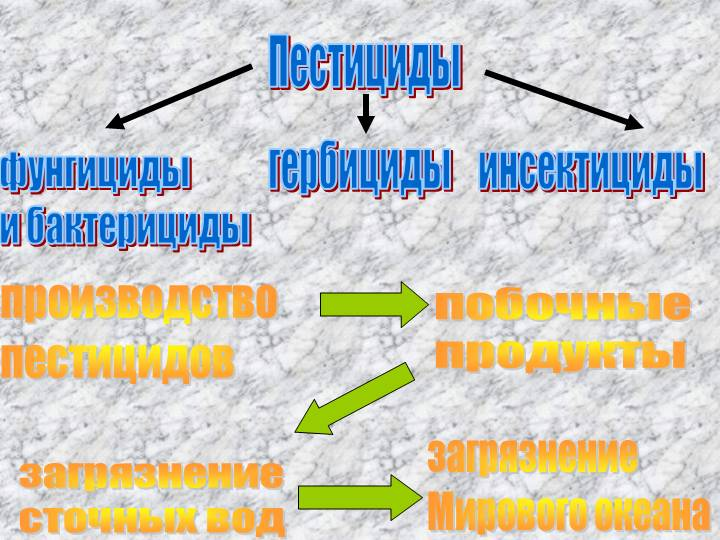 Пестициды
фунгициды
и бактерициды
гербициды
инсектициды
производство
пестицидов
побочные
продукты
загрязнение
сточных вод
загрязнение
Мирового океана